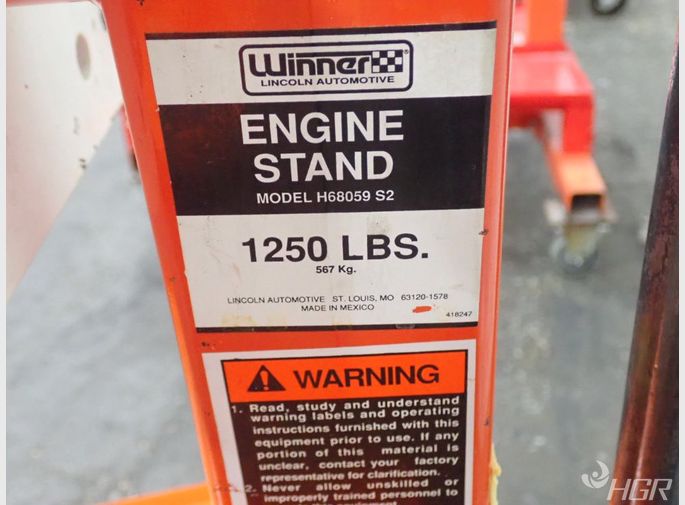 Winner
LINCOLN AUTOMOTIVE
ENGINE
STAND
MODEL H68059 S2
1250 LBS.
567 Kg.
LINCOLN AUTOMOTIVE ST. LOUIS, MO 63120-1578
MADE IN MEXICO
418247
WARNING
1. Read, study and understand
warning labels and operating
instructions furnished with this
equipment prior to use. If any
portion of this material is
unclear, contact your factory
representative for clarification.
2. Never allow unskilled or
improperly trained personnel to
HGR